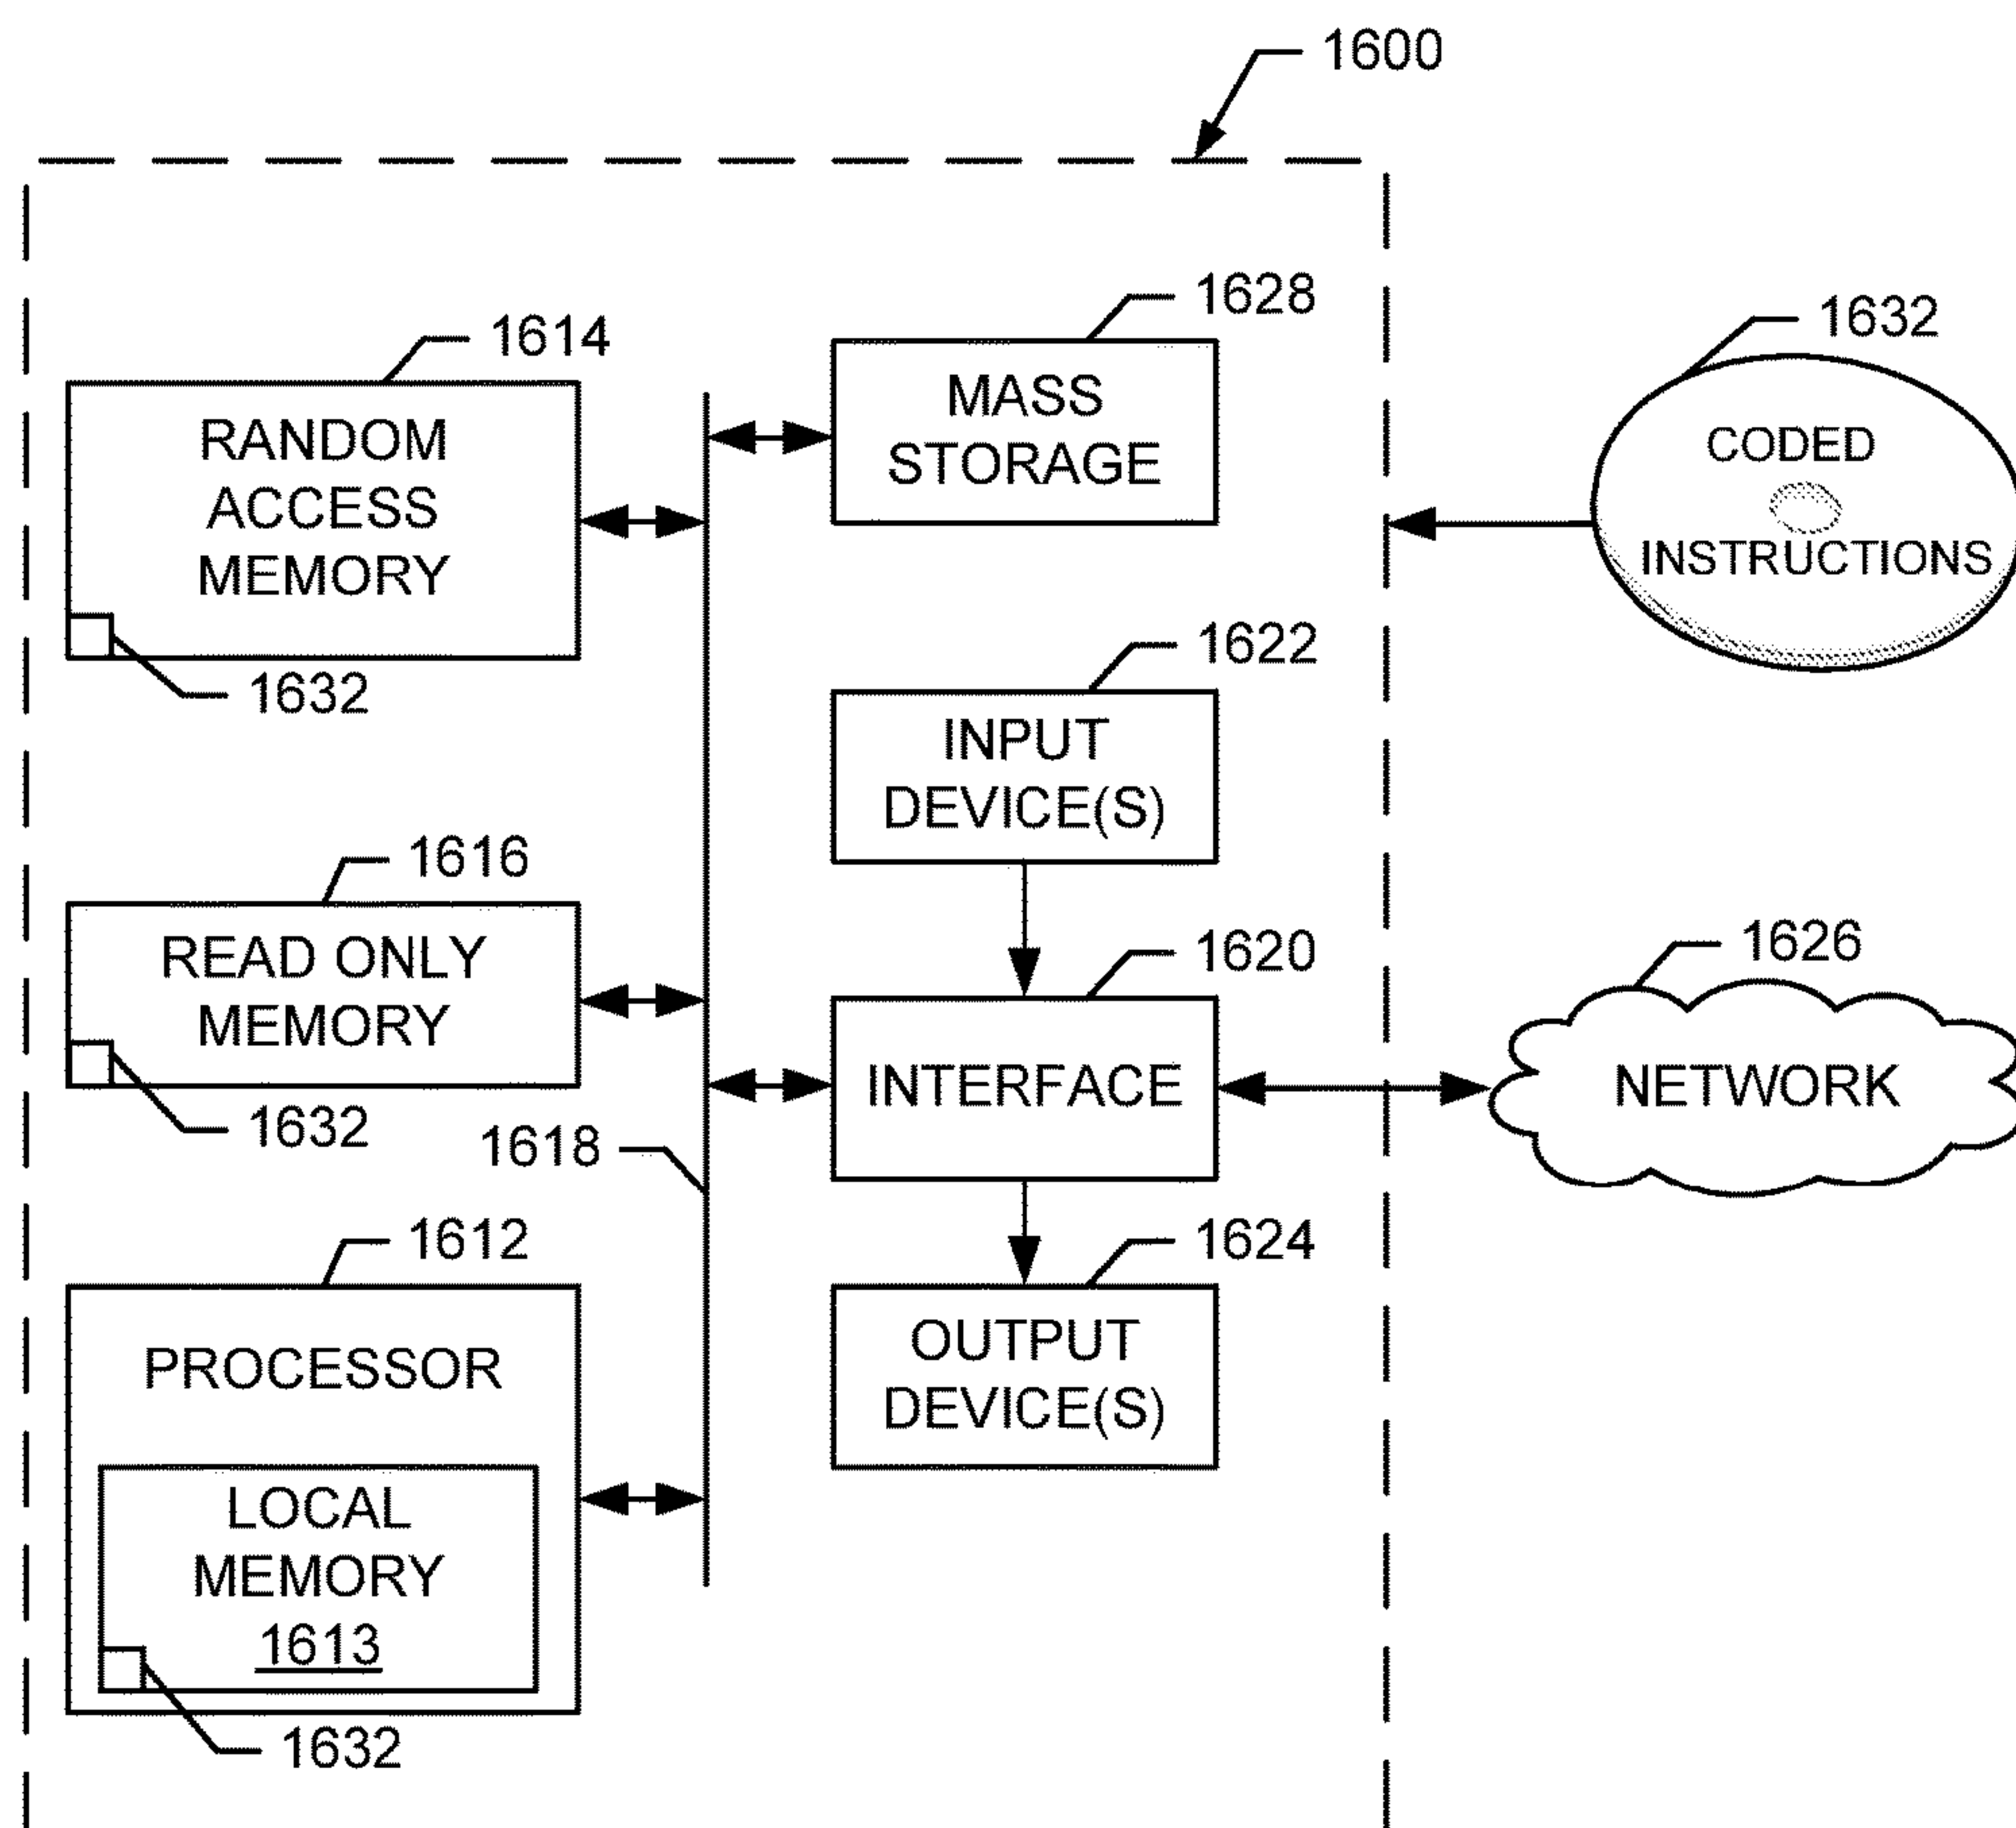 1600
1628
1614
MASS
STORAGE
RANDOM
ACCESS
MEMORY
1632
1632
CODED
INSTRUCTIONS
1622
INPUT
DEVICE(S)
1616
READ ONLY
MEMORY
1632
1620
INTERFACE
1626
NETWORK
1618
1612
PROCESSOR
LOCAL
MEMORY
1613
1632
1624
OUTPUT
DEVICE(S)